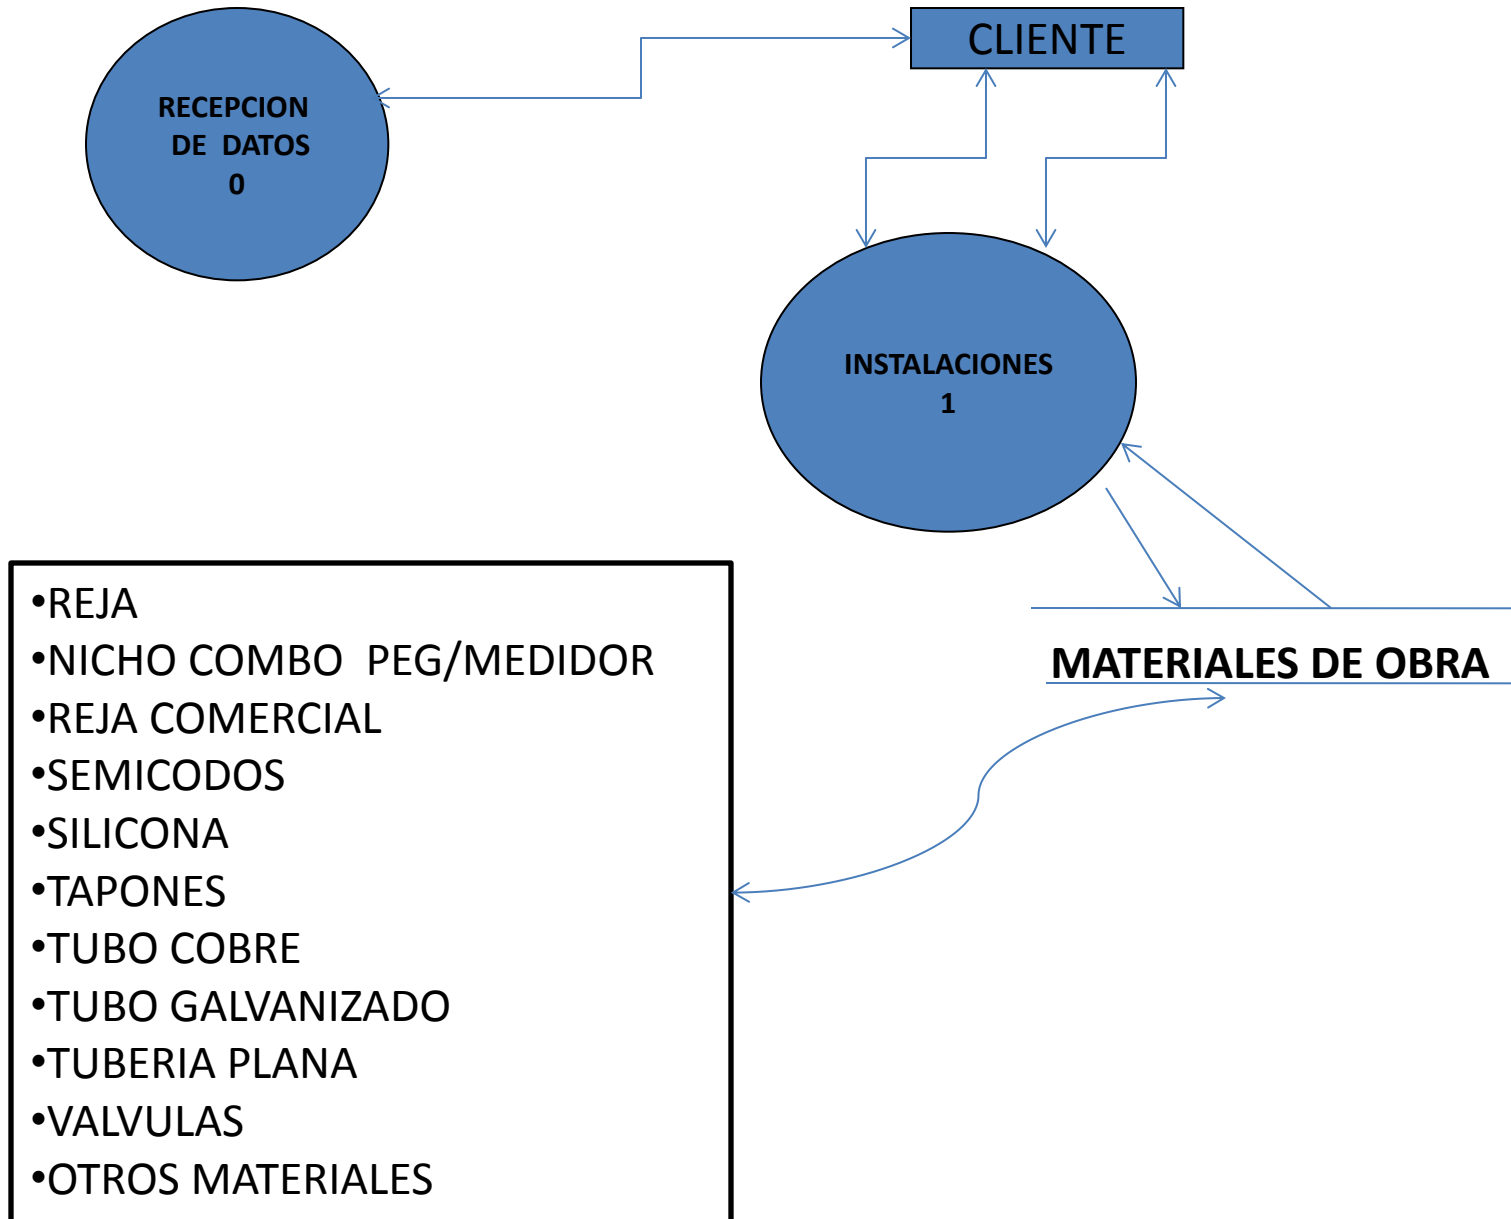 CLIENTE
RECEPCION
DE DATOS
0
INSTALACIONES
1
MATERIALES DE OBRA
•REJA
•NICHO COMBO PEG/MEDIDOR
•REJA COMERCIAL
•SEMICODOS
•SILICONA
•TAPONES
•TUBO COBRE
•TUBO GALVANIZADO
•TUBERIA PLANA
•VALVULAS
•OTROS MATERIALES